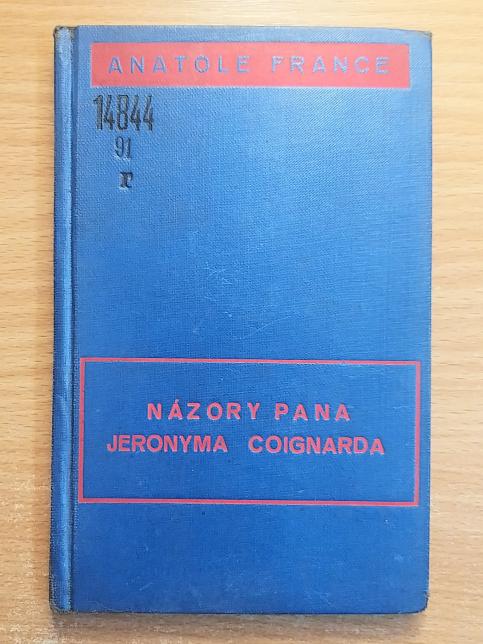 ANATOLE FRANCE
14844
91
r
NÁZORY PANA
JERONYMA COIGNARDA